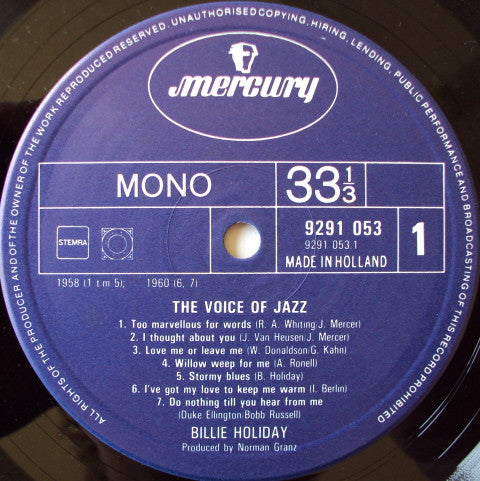 ALL RIGHTS OF THE PRODUCER AND OF THE OWNER OF THE WORK REPRODUCED RESERVED. UNAUTHORISED COPYING, HIRING, LENDING, PUBLIC PERFORMANCE AND BROADCASTING OF THIS RECORD PROHIBITED
mercury
MONO
33 1/3
9291 053
9291 053.1
MADE IN HOLLAND
1
STEMRA
1958 (1 t m 5); 1960 (6, 7)
THE VOICE OF JAZZ
1. Too marvellous for words (R. A. Whiting/J. Mercer)
2. I thought about you (J. Van Heusen/J. Mercer)
3. Love me or leave me (W. Donaldson/G. Kahn)
4. Willow weep for me (A. Ronell)
5. Stormy blues (B. Holiday)
6. I've got my love to keep me warm (I. Berlin)
7. Do nothing till you hear from me
(Duke Ellington/Bobb Russell)
BILLIE HOLIDAY
Produced by Norman Granz